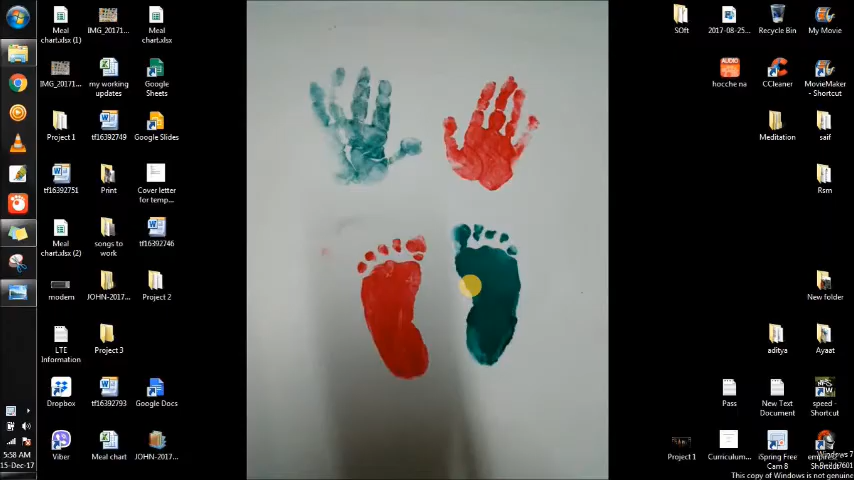 Meal
chart.xlsx (1)
IMG_20171...
Meal
chart.xlsx
IMG_20171...
my working
updates
Google
Sheets
Project 1
tf16392749
Google Slides
tf16392751
Print
Cover letter
for temp...
Meal
chart.xlsx (2)
songs to
work
tf16392746
modem
JOHN-2017...
Project 2
LTE
Information
Project 3
Dropbox
tf16392793
Google Docs
Viber
Meal chart
JOHN-2017...
5:58 AM
15-Dec-17
SOft
2017-08-25...
Recycle Bin
My Movie
AUDIO
hocche na
CCleaner
MovieMaker
- Shortcut
Meditation
saif
Rsm
New folder
aditya
Ayaat
Pass
New Text
Document
speed -
Shortcut
Project 1
Curriculum...
iSpring Free
Cam 8
Windows 7
This copy of Windows is not genuine